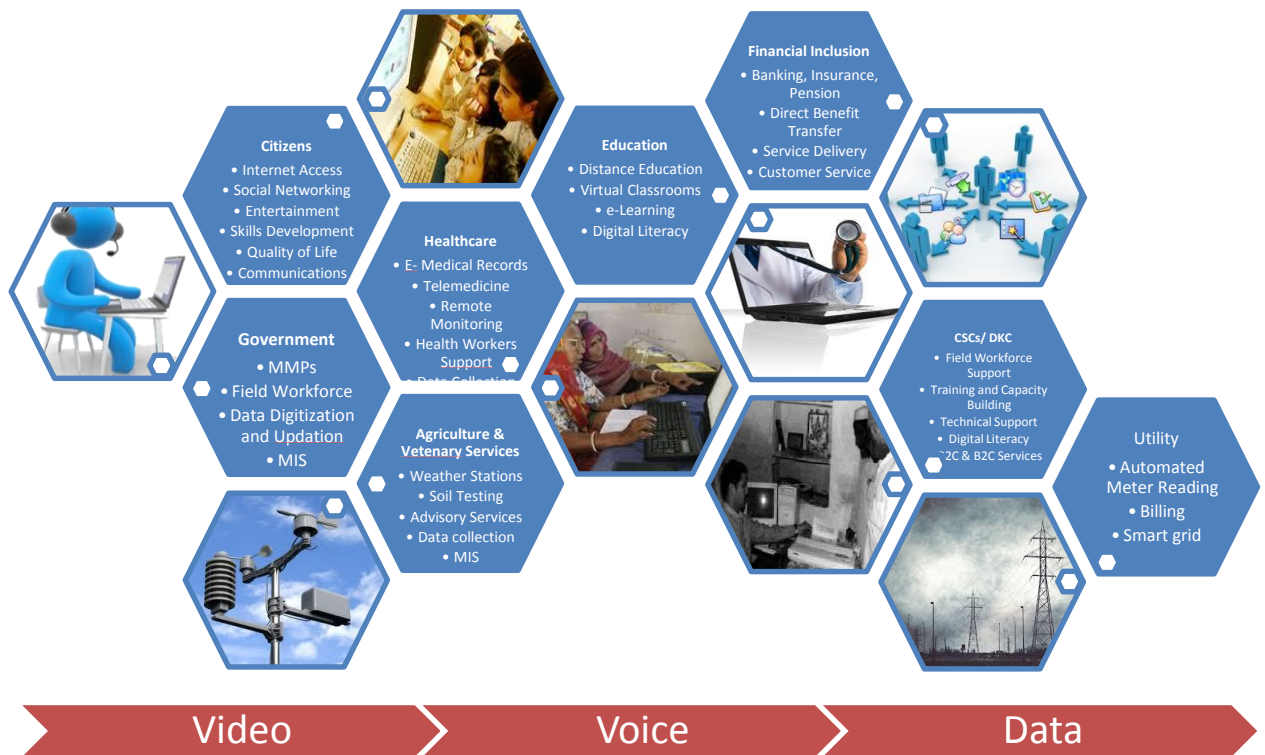 Citizens
• Internet Access
• Social Networking
• Entertainment
• Skills Development
• Quality of Life
• Communications
Government
• MMPs
• Field Workforce
• Data Digitization
and Updation
• MIS
Healthcare
• E- Medical Records
• Telemedicine
• Remote
Monitoring
• Health Workers
Support
• Data Collection
Agriculture &
Vetenary Services
• Weather Stations
• Soil Testing
• Advisory Services
• Data collection
• MIS
Education
• Distance Education
• Virtual Classrooms
• e-Learning
• Digital Literacy
Financial Inclusion
• Banking, Insurance,
Pension
• Direct Benefit
Transfer
• Service Delivery
• Customer Service
CSCs/ DKC
• Field Workforce
Support
• Training and Capacity
Building
• Technical Support
• Digital Literacy
& B2C Services
Utility
• Automated
Meter Reading
• Billing
• Smart grid
Video
Voice
Data